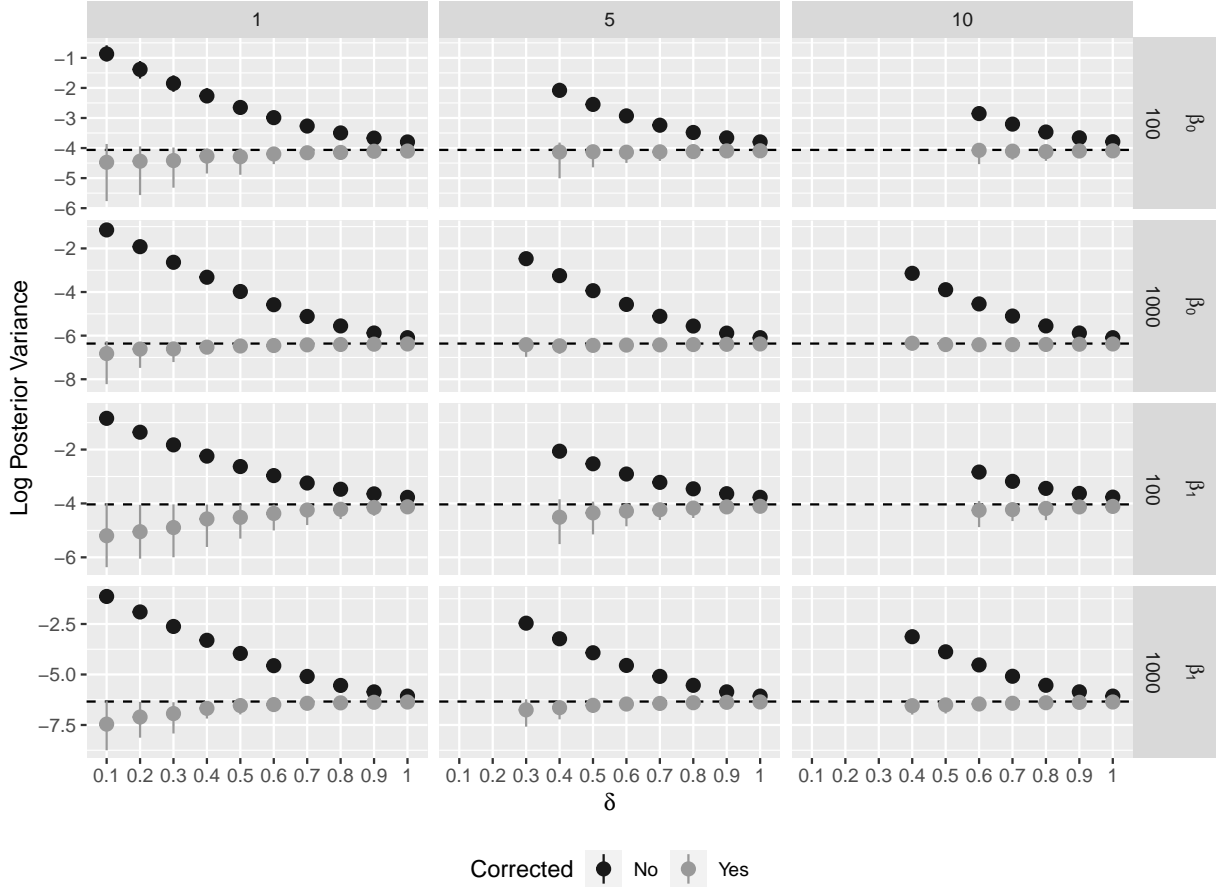 1 5 10
−1
−2
−3
−4
−5
−6
β₀
100
−2
−4
−6
−8
β₀
1000
−2
−4
−6
β₁
100
−2.5
−5.0
−7.5
β₁
1000
Log Posterior Variance
0.1 0.2 0.3 0.4 0.5 0.6 0.7 0.8 0.9 1 0.1 0.2 0.3 0.4 0.5 0.6 0.7 0.8 0.9 1 0.1 0.2 0.3 0.4 0.5 0.6 0.7 0.8 0.9 1
δ
Corrected No Yes